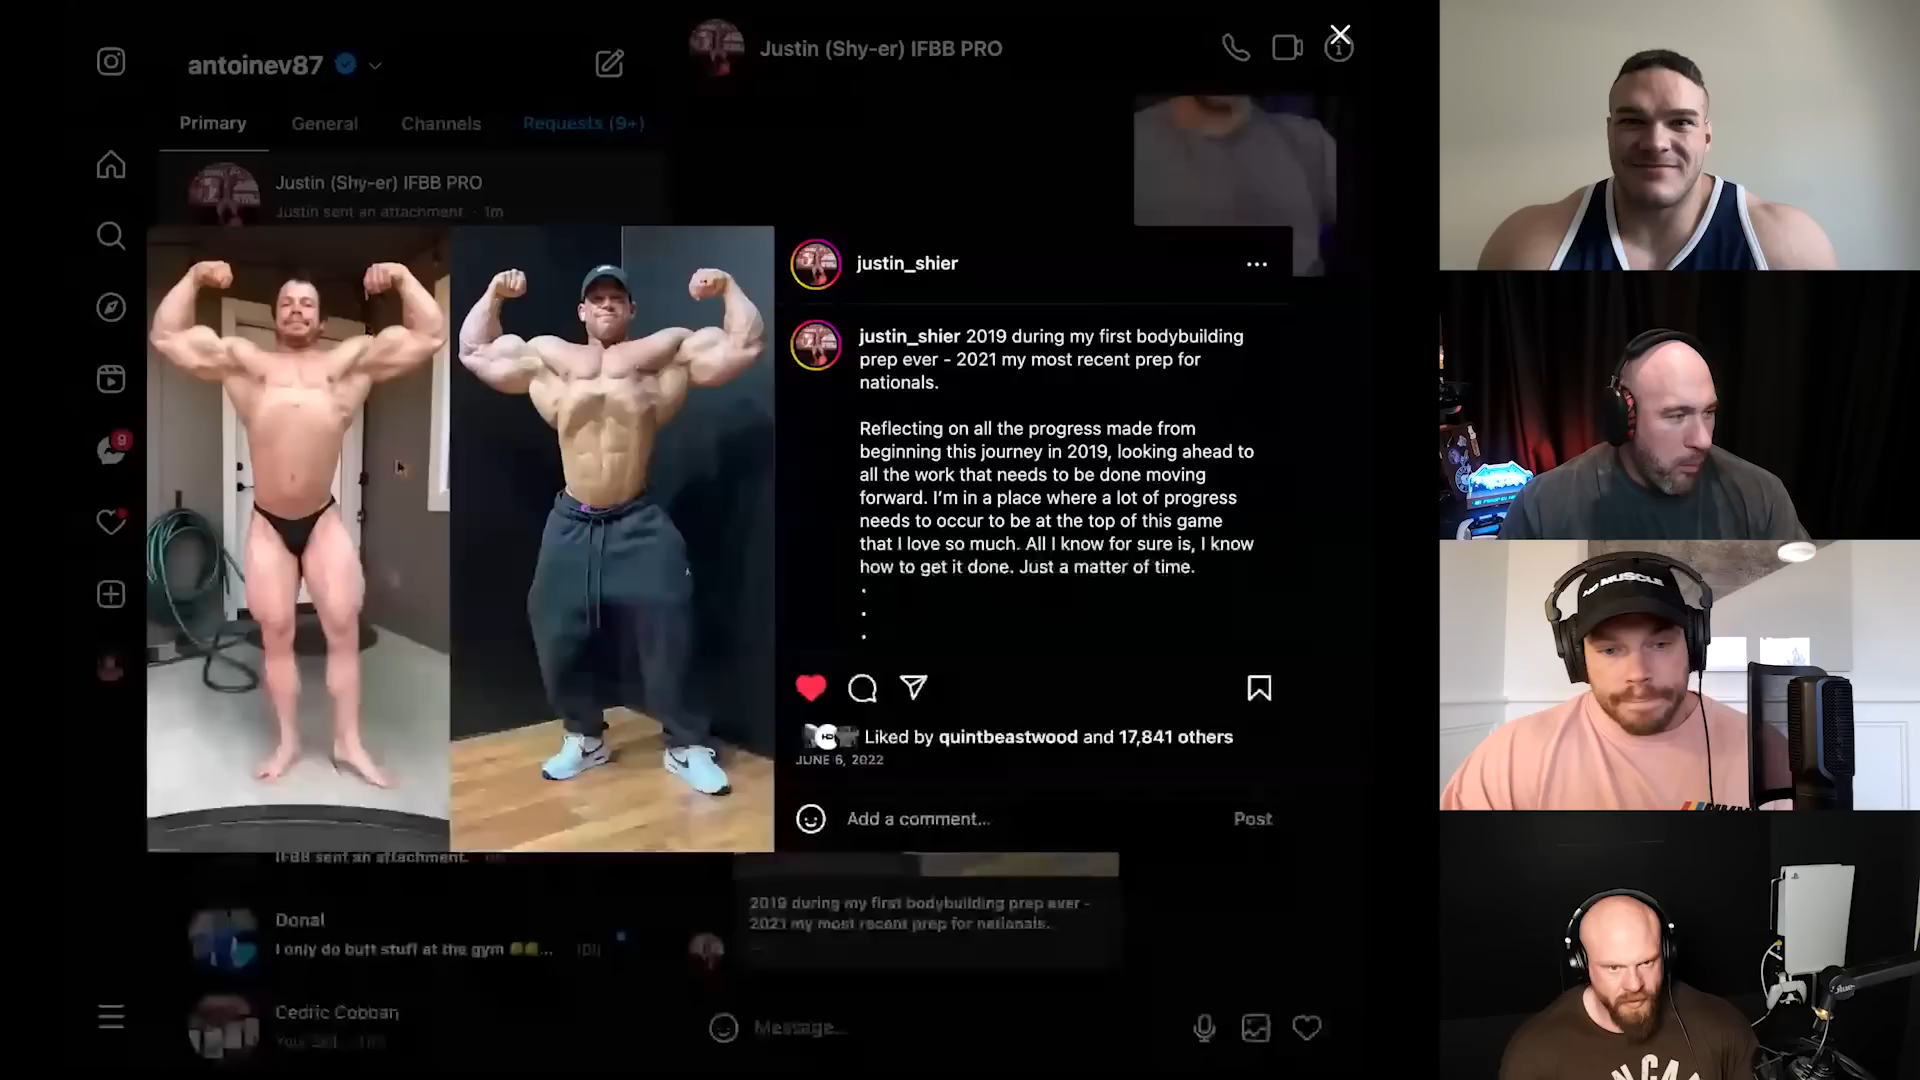 antoinev87
Primary
General
Channels
Requests (9+)
Justin (Shy-er) IFBB PRO
Justin sent an attachment. · 1m
Justin (Shy-er) IFBB PRO
9
justin_shier
justin_shier 2019 during my first bodybuilding
prep ever - 2021 my most recent prep for
nationals.
Reflecting on all the progress made from
beginning this journey in 2019, looking ahead to
all the work that needs to be done moving
forward. I'm in a place where a lot of progress
needs to occur to be at the top of this game
that I love so much. All I know for sure is, I know
how to get it done. Just a matter of time.
.
.
.
HD
Liked by quintbeastwood and 17,841 others
JUNE 6, 2022
Add a comment...
Post
IFBB sent an attachment.
Donal
I only do butt stuff at the gym
Cedric Cobban
2019 during my first bodybuilding prep ever -
2021 my most recent prep for nationals.
Message...
MUSCLE